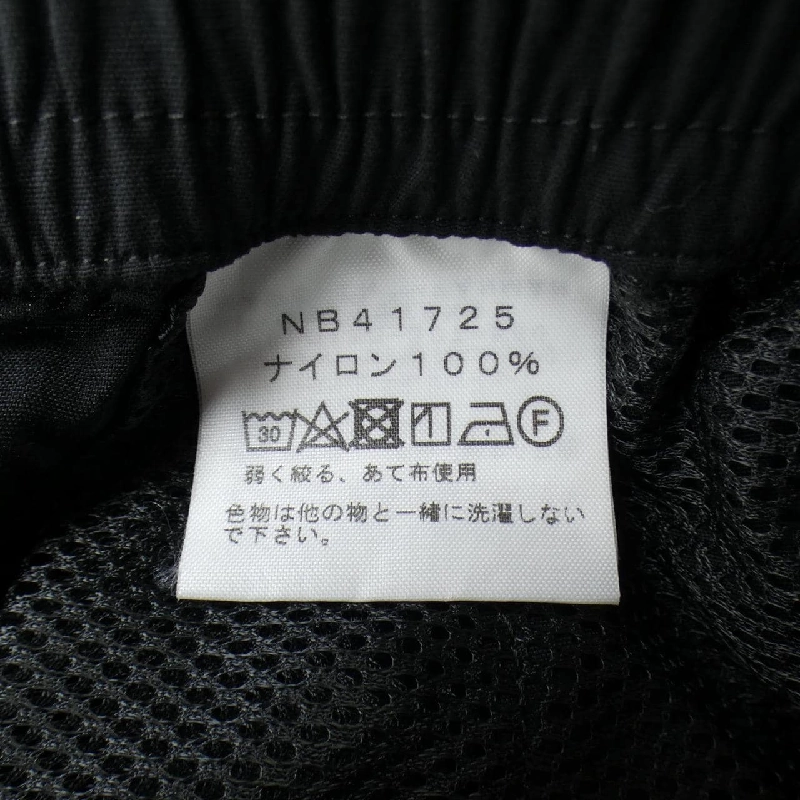 NB41725
ナイロン100%
30 F
弱く絞る、あて布使用
色物は他の物と一緒に洗濯しない
で下さい。